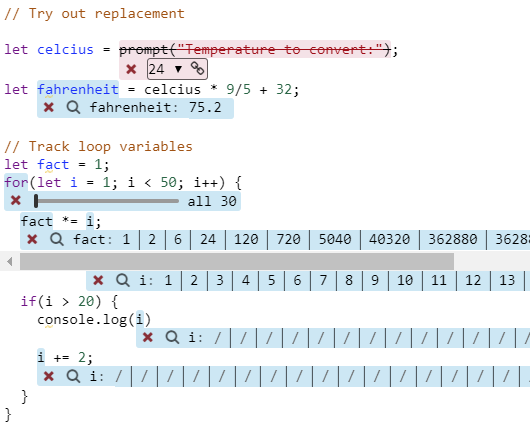 // Try out replacement
let celcius = prompt("Temperature to convert:");
24 ▼
let fahrenheit = celcius * 9/5 + 32;
fahrenheit: 75.2
// Track loop variables
let fact = 1;
for(let i = 1; i < 50; i++) {
all 30
fact *= i;
fact: 1 | 2 | 6 | 24 | 120 | 720 | 5040 | 40320 | 362880 | 3628
i: 1 | 2 | 3 | 4 | 5 | 6 | 7 | 8 | 9 | 10 | 11 | 12 | 13 |
if(i > 20) {
console.log(i)
i: / | / | / | / | / | / | / | / | / | / | / | / | /
i += 2;
i: / | / | / | / | / | / | / | / | / | / | / | / | / | / | / | / |
}
}